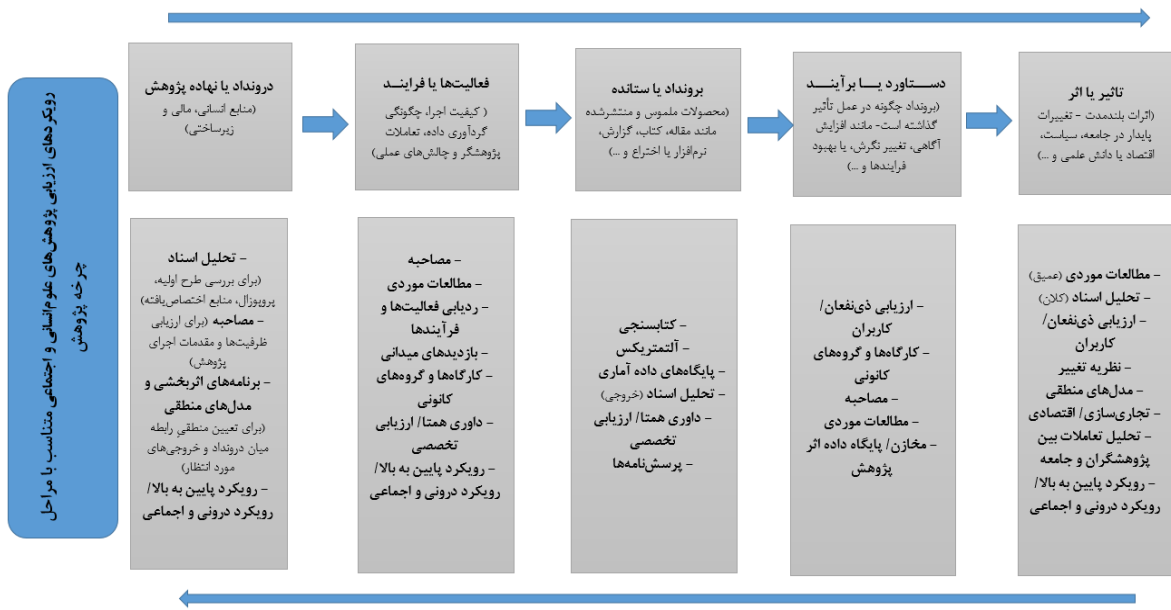 رویکردهای ارزیابی پژوهش‌های علوم‌انسانی و اجتماعی متناسب با مراحل
چرخه پژوهش
درونداد یا نهاده پژوهش
(منابع انسانی، مالی و
زیرساختی)
فعالیت‌ها یا فرایند
( کیفیت اجرا، چگونگی
گردآوری داده، تعاملات
پژوهشگر و چالش‌های عملی)
برونداد یا ستانده
(محصولات ملموس و منتشرشده
مانند مقاله، کتاب، گزارش،
نرم‌افزار یا اختراع و ...)
دستاورد یا برآیند
(برونداد چگونه در عمل تأثیر
گذاشته است- مانند افزایش
آگاهی، تغییر نگرش، یا بهبود
فرایندها و ...)
تاثیر یا اثر
(اثرات بلندمدت - تغییرات
پایدار در جامعه، سیاست،
اقتصاد یا دانش علمی و ...)
- تحلیل اسناد
(برای بررسی طرح اولیه،
پروپوزال، منابع اختصاص‌یافته)
- مصاحبه (برای ارزیابی
ظرفیت‌ها و مقدمات اجرای
پژوهش)
- برنامه‌های اثربخشی و
مدل‌های منطقی
(برای تعیین منطقی رابطه
میان درونداد و خروجی‌های
مورد انتظار)
- رویکرد پایین به بالا/
رویکرد درونی و اجماعی
- مصاحبه
- مطالعات موردی
- ردیابی فعالیت‌ها و
فرآیندها
- بازدیدهای میدانی
- کارگاه‌ها و گروه‌های
کانونی
- داوری همتا/ ارزیابی
تخصصی
- رویکرد پایین به بالا/
رویکرد درونی و اجماعی
- کتابسنجی
- آلتمتریکس
- پایگاه‌های داده آماری
- تحلیل اسناد (خروجی)
- داوری همتا/ ارزیابی
تخصصی
- پرسش‌نامه‌ها
- ارزیابی ذی‌نفعان/
کاربران
- کارگاه‌ها و گروه‌های
کانونی
- مصاحبه
- مطالعات موردی
- مخازن/ پایگاه داده اثر
پژوهش
- مطالعات موردی (عمیق)
- تحلیل اسناد (کلان)
- ارزیابی ذی‌نفعان/
کاربران
- نظریه تغییر
- مدل‌های منطقی
- تجاری‌سازی/ اقتصادی
- تحلیل تعاملات بین
پژوهشگران و جامعه
- رویکرد پایین به بالا/
رویکرد درونی و اجماعی